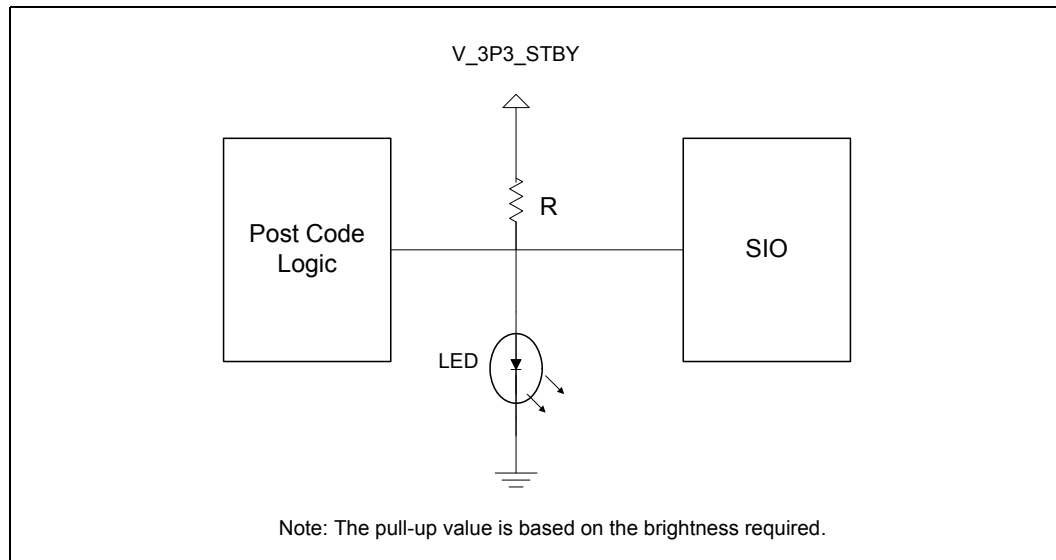 V_3P3_STBY
R
Post Code
Logic
SIO
LED
Note: The pull-up value is based on the brightness required.